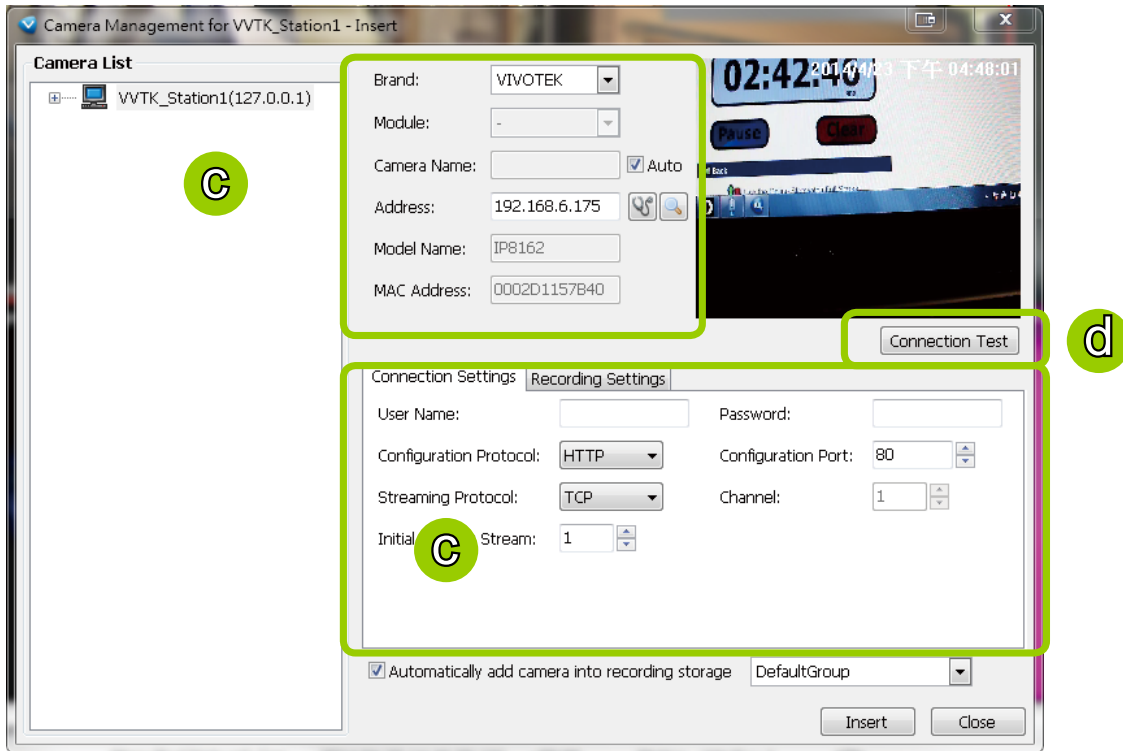 Camera Management for VVTK_Station1 - Insert
Camera List
VVTK_Station1(127.0.0.1)
C
Brand: VIVOTEK
Module: -
Camera Name: Auto
Address: 192.168.6.175
Model Name: IP8162
MAC Address: 0002D1157B40
02:42:46
下午 04:48:01
Pause Clear
Connection Test
d
Connection Settings Recording Settings
User Name: Password:
Configuration Protocol: HTTP Configuration Port: 80
Streaming Protocol: TCP Channel: 1
Initial Stream: 1
C
Automatically add camera into recording storage DefaultGroup
Insert Close